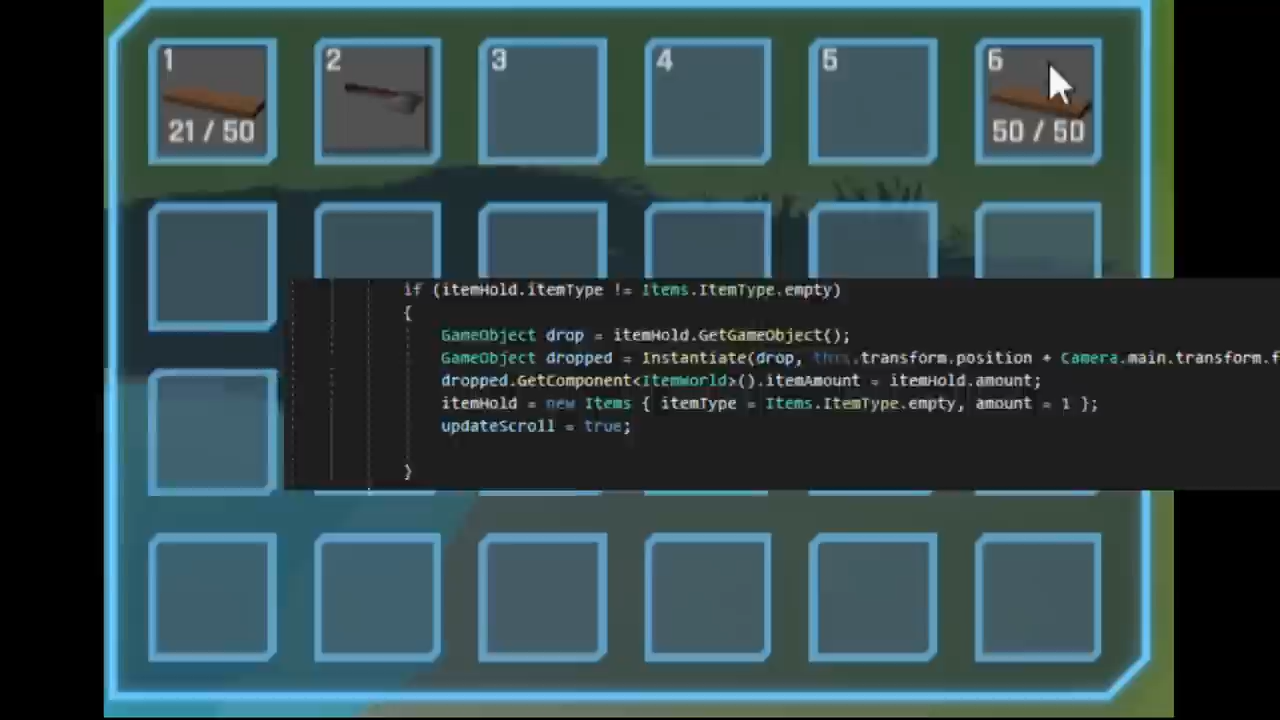 1 2 3 4 5 6
21 / 50 50 / 50
if (itemHold.itemType != Items.ItemType.empty)
{
GameObject drop = itemHold.GetGameObject();
GameObject dropped = Instantiate(drop, this.transform.position + Camera.main.transform.f
dropped.GetComponent<ItemWorld>().itemAmount = itemHold.amount;
itemHold = new Items { itemType = Items.ItemType.empty, amount = 1 };
updateScroll = true;
}